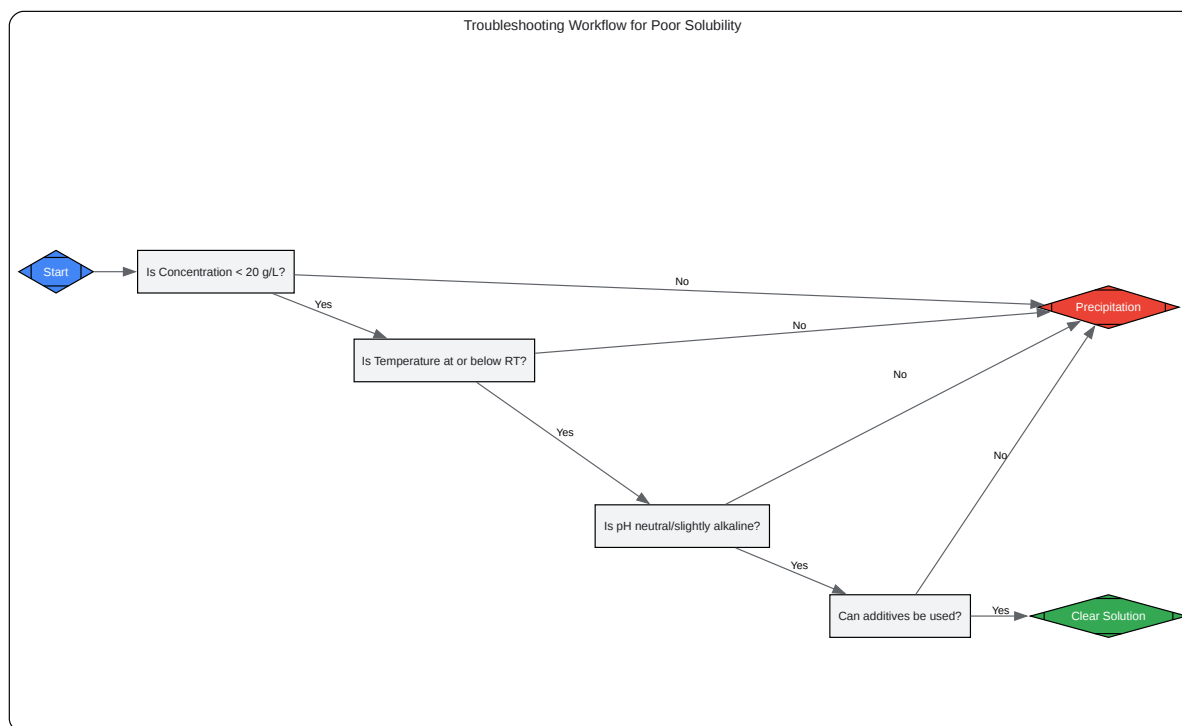 Troubleshooting Workflow for Poor Solubility
Start
Is Concentration < 20 g/L?
No
Yes
Precipitation
No
Is Temperature at or below RT?
No
Yes
No
Is pH neutral/slightly alkaline?
Yes
Can additives be used?
Yes
Clear Solution